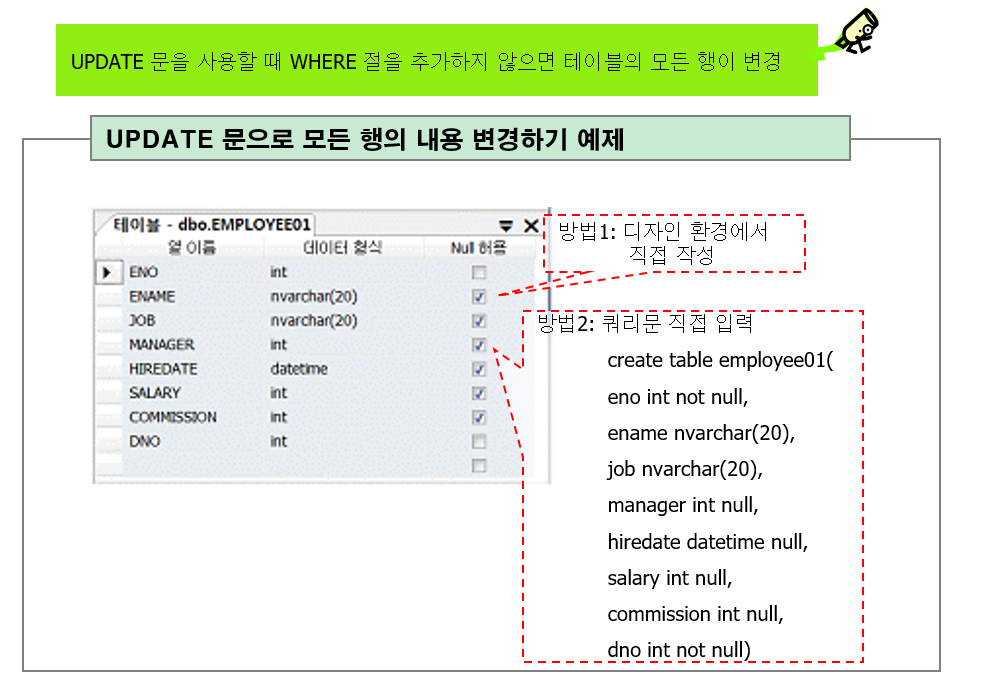 UPDATE 문을 사용할 때 WHERE 절을 추가하지 않으면 테이블의 모든 행이 변경
UPDATE 문으로 모든 행의 내용 변경하기 예제
테이블 - dbo.EMPLOYEE01
열 이름 데이터 형식 Null 허용
ENO int
ENAME nvarchar(20)
JOB nvarchar(20)
MANAGER int
HIREDATE datetime
SALARY int
COMMISSION int
DNO int
방법1: 디자인 환경에서
직접 작성
방법2: 쿼리문 직접 입력
create table employee01(
eno int not null,
ename nvarchar(20),
job nvarchar(20),
manager int null,
hiredate datetime null,
salary int null,
commission int null,
dno int not null)